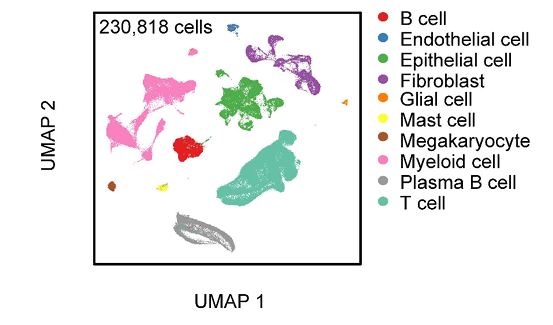 230,818 cells
UMAP 2
UMAP 1
B cell
Endothelial cell
Epithelial cell
Fibroblast
Glial cell
Mast cell
Megakaryocyte
Myeloid cell
Plasma B cell
T cell